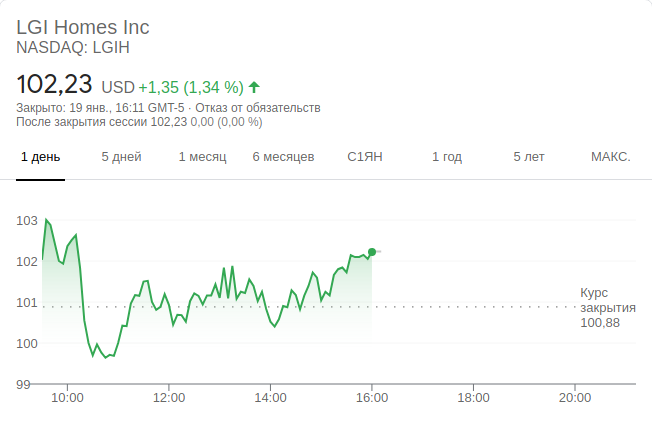 LGI Homes Inc
NASDAQ: LGIH
102,23 USD +1,35 (1,34 %)
Закрыто: 19 янв., 16:11 GMT-5 · Отказ от обязательств
После закрытия сессии 102,23 0,00 (0,00 %)
1 день 5 дней 1 месяц 6 месяцев С1ЯН 1 год 5 лет МАКС.
103
102
101
100
99
Курс
закрытия
100,88
10:00 12:00 14:00 16:00 18:00 20:00